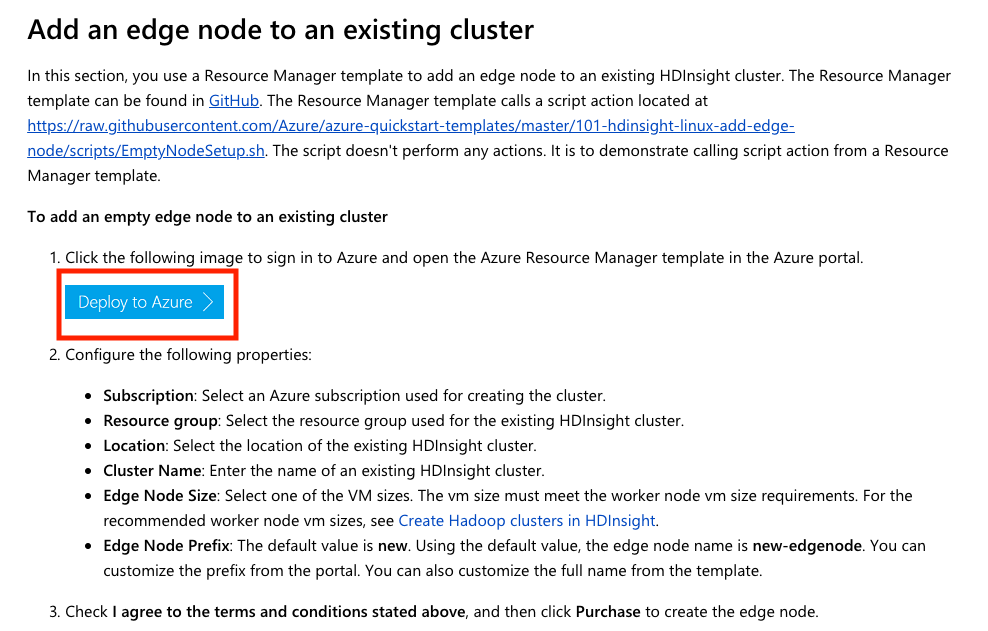 Add an edge node to an existing cluster
In this section, you use a Resource Manager template to add an edge node to an existing HDInsight cluster. The Resource Manager
template can be found in GitHub. The Resource Manager template calls a script action located at
https://raw.githubusercontent.com/Azure/azure-quickstart-templates/master/101-hdinsight-linux-add-edge-
node/scripts/EmptyNodeSetup.sh. The script doesn't perform any actions. It is to demonstrate calling script action from a Resource
Manager template.
To add an empty edge node to an existing cluster
1. Click the following image to sign in to Azure and open the Azure Resource Manager template in the Azure portal.
Deploy to Azure
2. Configure the following properties:
• Subscription: Select an Azure subscription used for creating the cluster.
• Resource group: Select the resource group used for the existing HDInsight cluster.
• Location: Select the location of the existing HDInsight cluster.
• Cluster Name: Enter the name of an existing HDInsight cluster.
• Edge Node Size: Select one of the VM sizes. The vm size must meet the worker node vm size requirements. For the
recommended worker node vm sizes, see Create Hadoop clusters in HDInsight.
• Edge Node Prefix: The default value is new. Using the default value, the edge node name is new-edgenode. You can
customize the prefix from the portal. You can also customize the full name from the template.
3. Check I agree to the terms and conditions stated above, and then click Purchase to create the edge node.